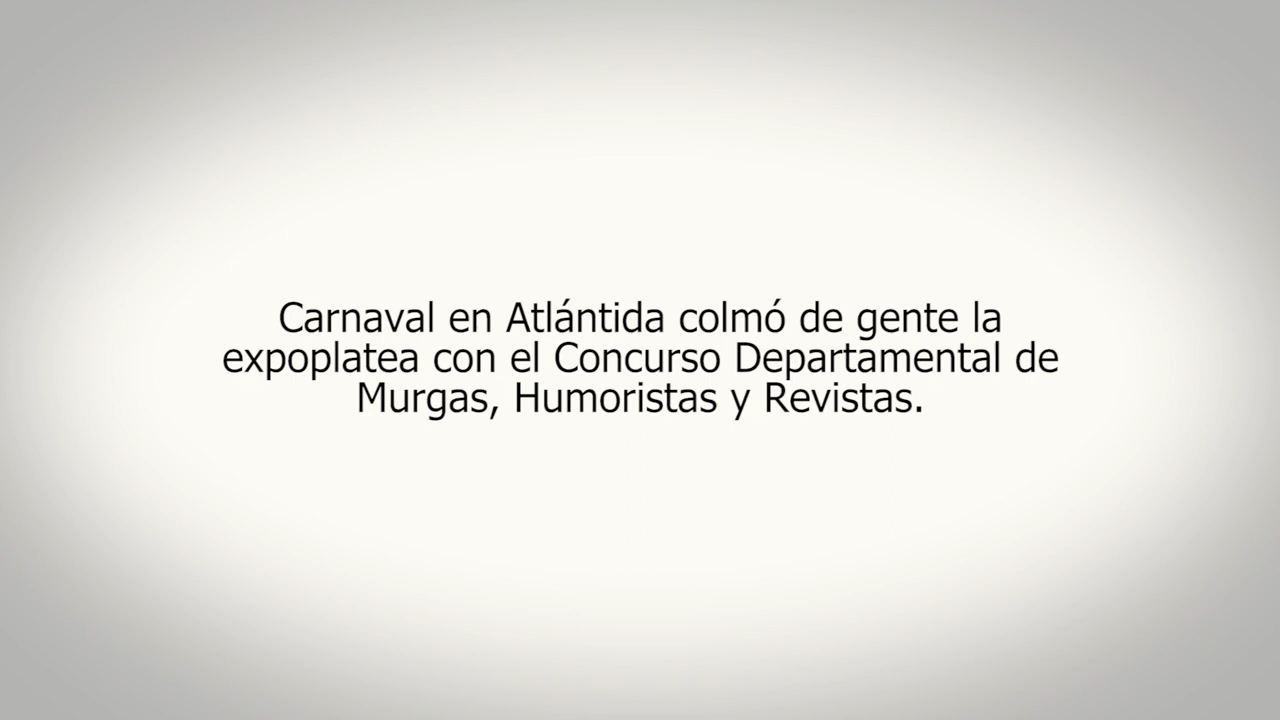 Carnaval en Atlántida colmó de gente la
expoplatea con el Concurso Departamental de
Murgas, Humoristas y Revistas.